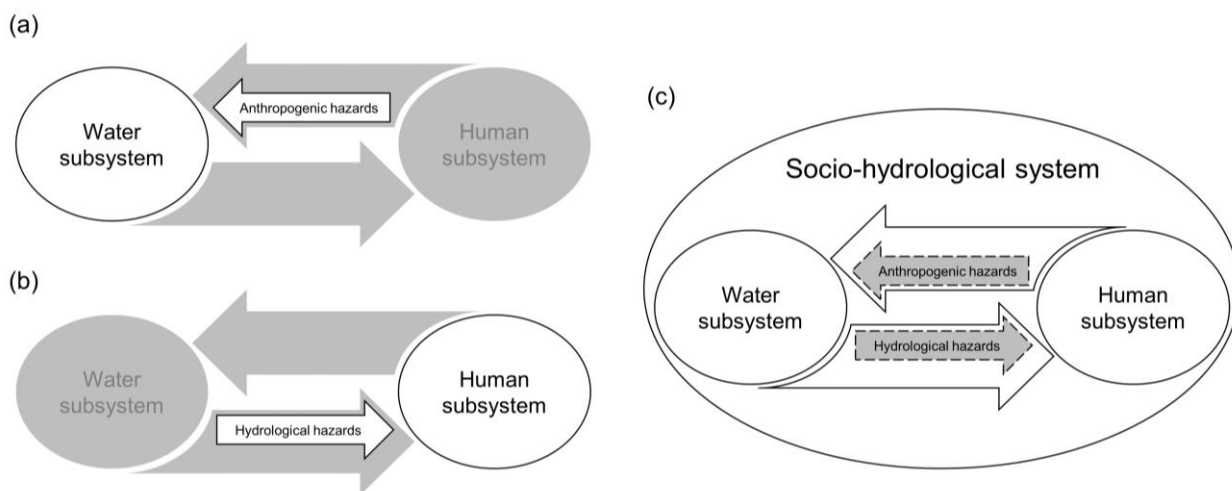 (a)
Water
subsystem
Anthropogenic hazards
Human
subsystem
(b)
Water
subsystem
Hydrological hazards
Human
subsystem
(c)
Socio-hydrological system
Water
subsystem
Anthropogenic hazards
Hydrological hazards
Human
subsystem